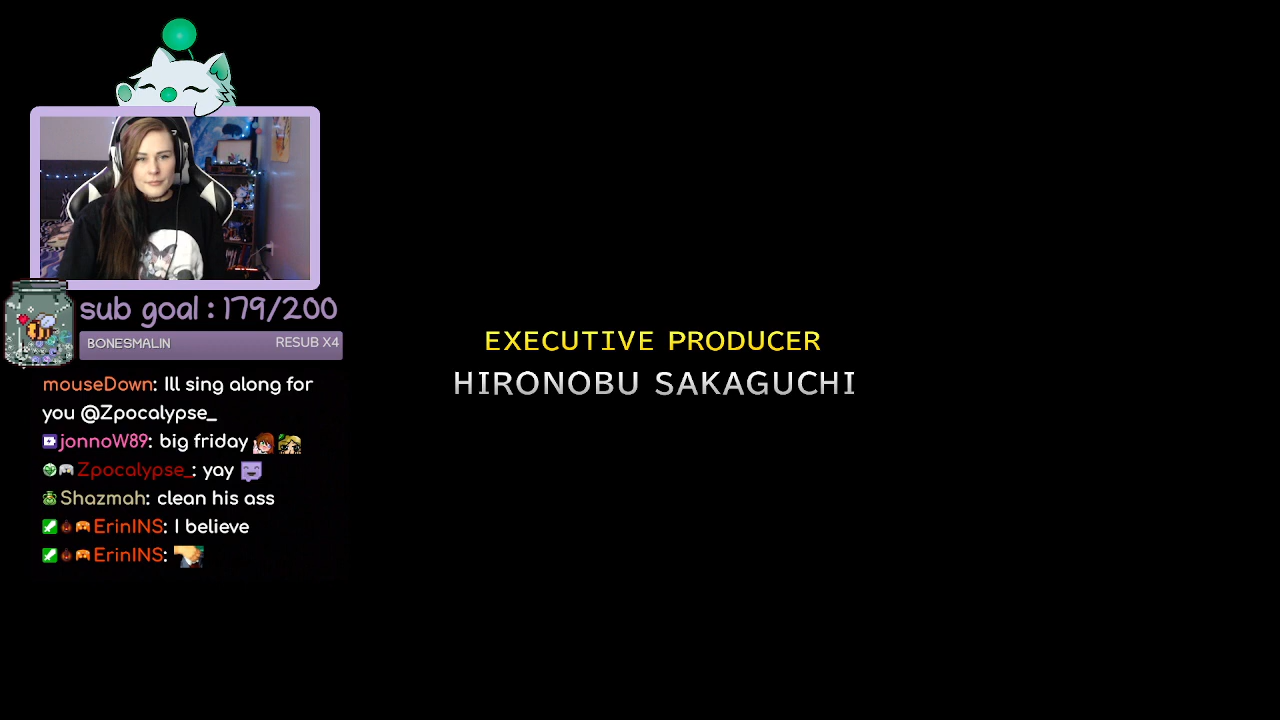 sub goal : 179/200
BONESMALIN RESUB X4
mouseDown: Ill sing along for
you @Zpocalypse_
jonnoW89: big friday
Zpocalypse_: yay
Shazmah: clean his ass
ErinINS: I believe
ErinINS:
EXECUTIVE PRODUCER
HIRONOBU SAKAGUCHI